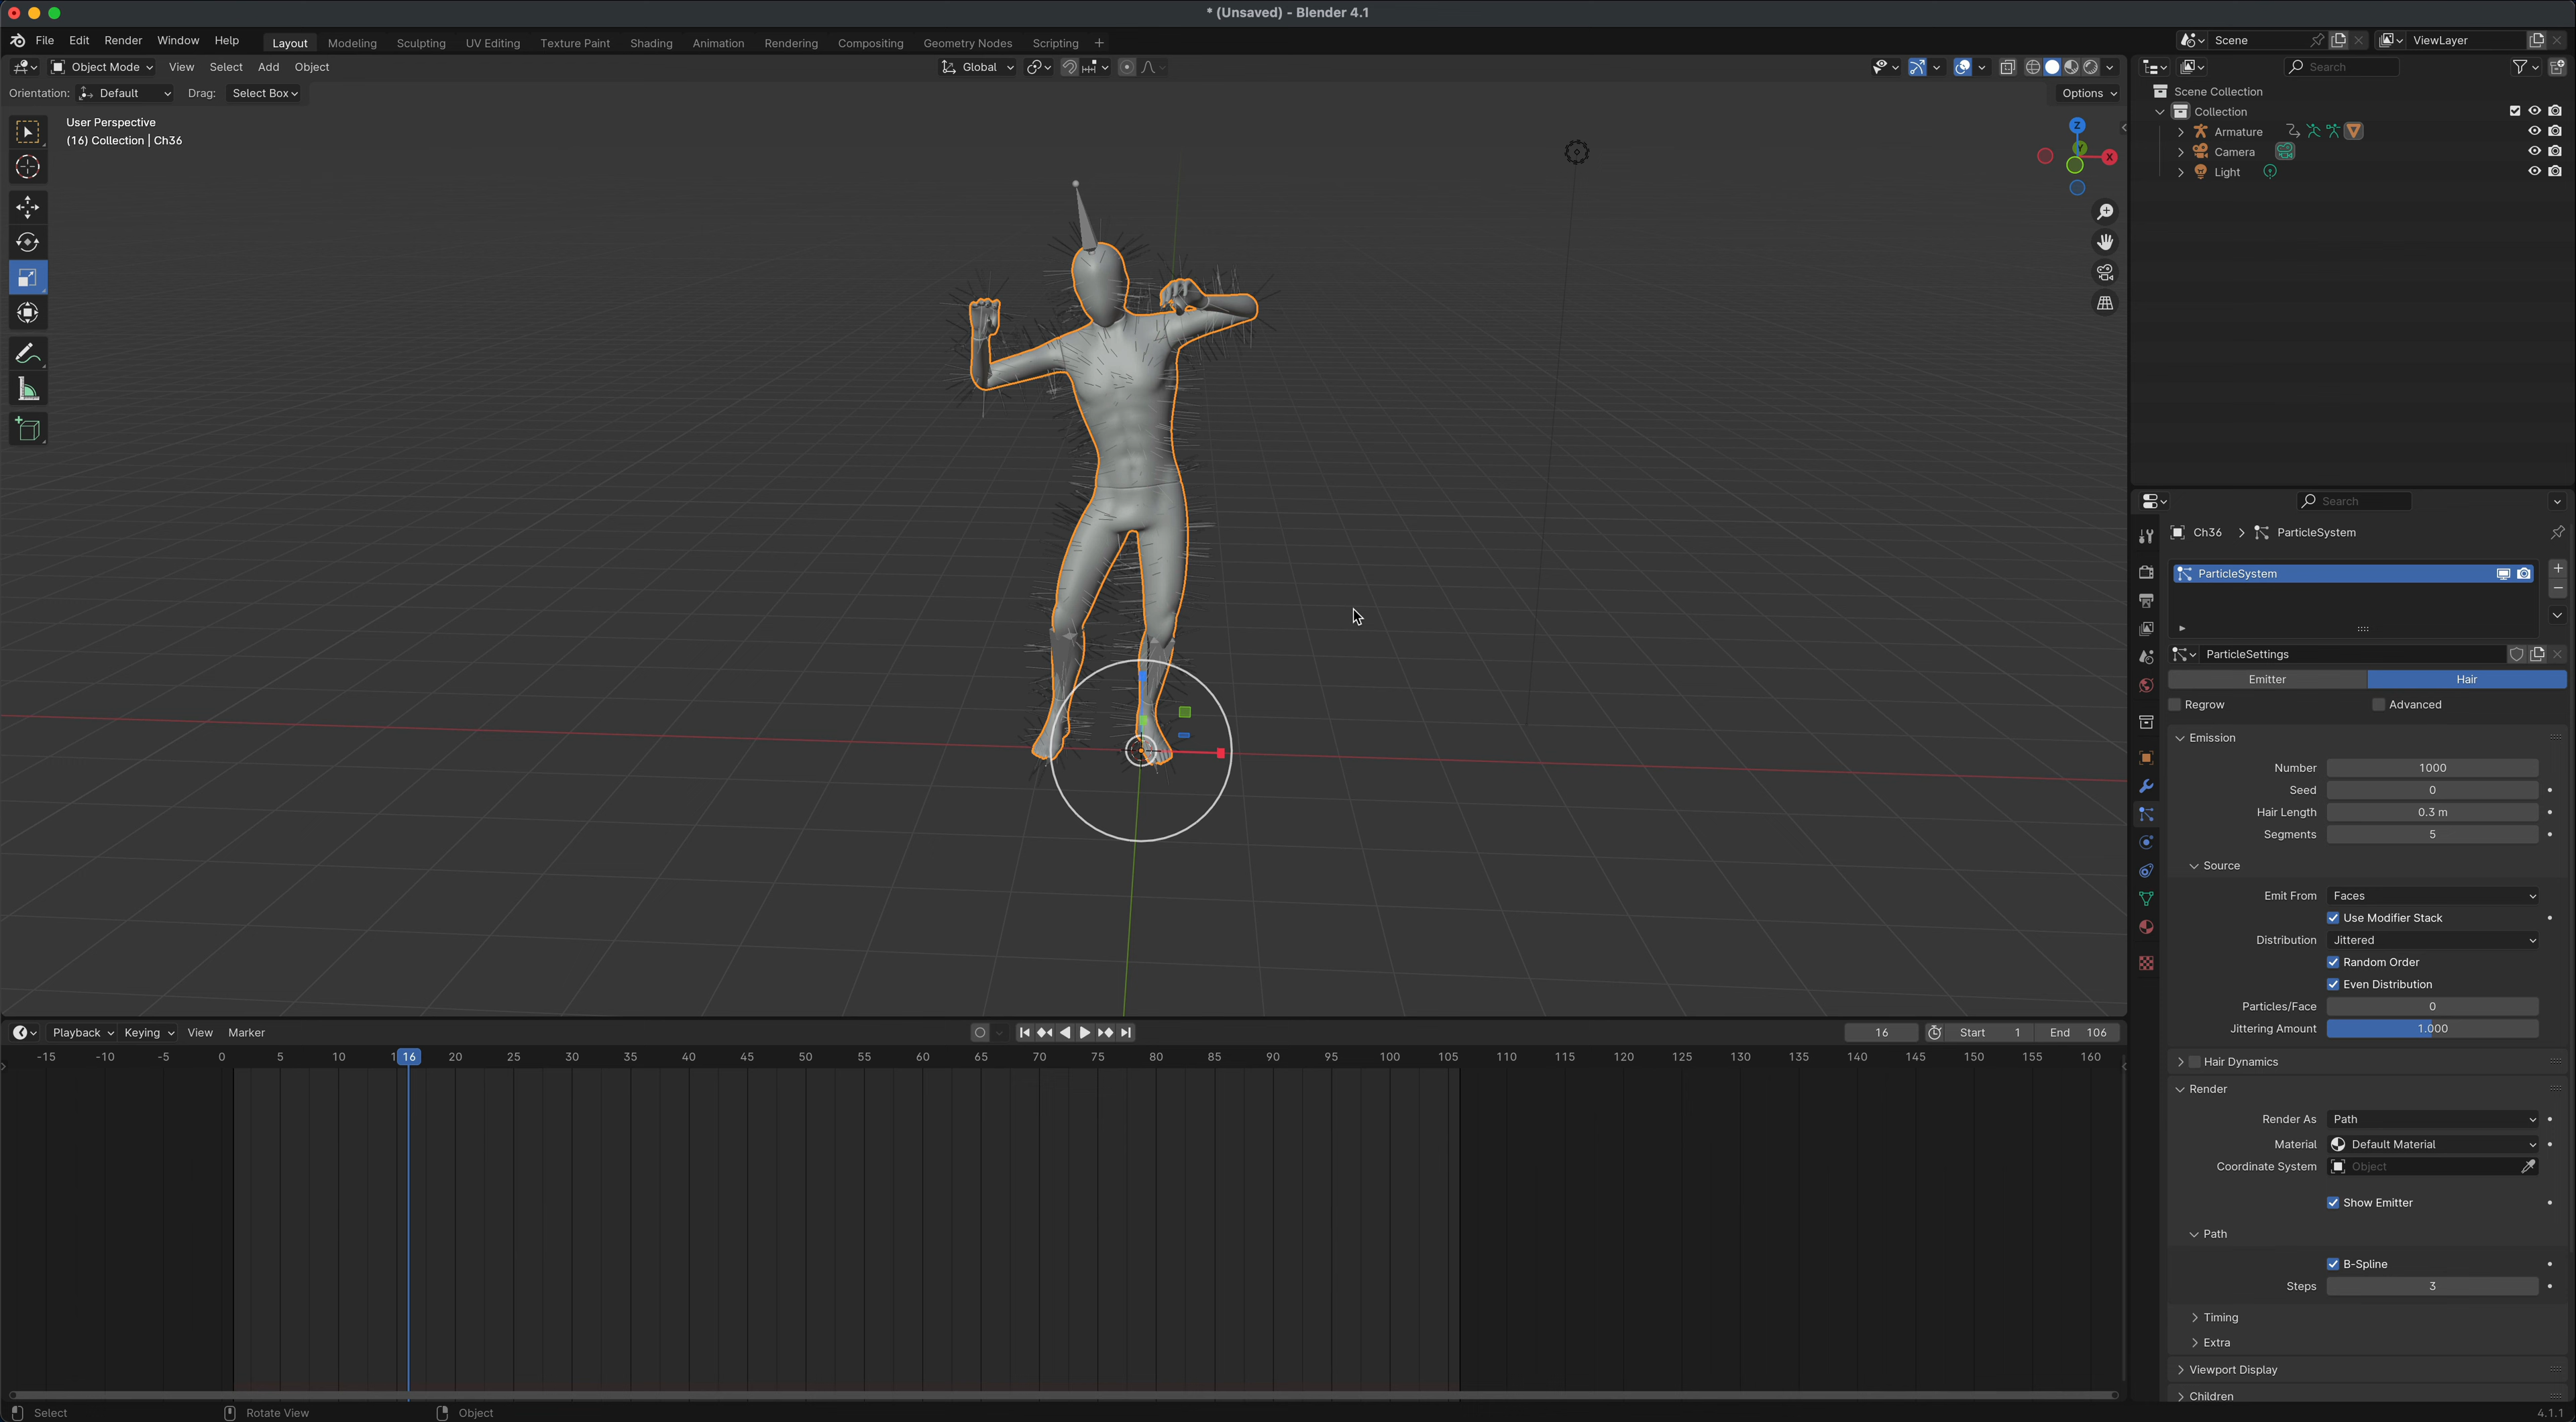 * (Unsaved) - Blender 4.1
File Edit Render Window Help
Layout Modeling Sculpting UV Editing Texture Paint Shading Animation Rendering Compositing Geometry Nodes Scripting +
Scene
ViewLayer
Object Mode View Select Add Object
Global
Search
Orientation: Default Drag: Select Box
Options
User Perspective
(16) Collection | Ch36
Z
X
Scene Collection
Collection
Armature
Camera
Light
Search
Ch36 > ParticleSystem
ParticleSystem
ParticleSettings
Emitter Hair
Regrow Advanced
Emission
Number 1000
Seed 0
Hair Length 0.3 m
Segments 5
Source
Emit From Faces
Use Modifier Stack
Distribution Jittered
Random Order
Even Distribution
Particles/Face 0
Jittering Amount 1.000
Hair Dynamics
Render
Render As Path
Material Default Material
Coordinate System Object
Show Emitter
Path
B-Spline
Steps 3
Timing
Extra
Viewport Display
Children
Playback Keying View Marker
16 Start 1 End 106
-15 -10 -5 0 5 10 1 16 20 25 30 35 40 45 50 55 60 65 70 75 80 85 90 95 100 105 110 115 120 125 130 135 140 145 150 155 160
Select Rotate View Object
4.1.1